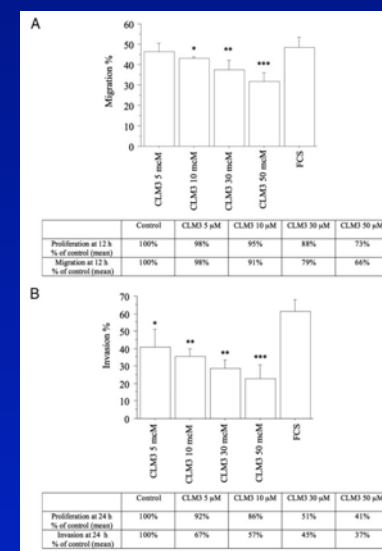 A
Migration %
60
50
40
30
20
10
0
*
**
***
CLM3 5 mcM
CLM3 10 mcM
CLM3 30 mcM
CLM3 50 mcM
FCS
Control CLM3 5 µM CLM3 10 µM CLM3 30 µM CLM3 50 µM
Proliferation at 12 h
% of control (mean) 100% 98% 95% 88% 73%
Migration at 12 h
% of control (mean) 100% 98% 91% 79% 66%
B
Invasion %
70
60
50
40
30
20
10
0
*
**
**
***
CLM3 5 mcM
CLM3 10 mcM
CLM3 30 mcM
CLM3 50 mcM
FCS
Control CLM3 5 µM CLM3 10 µM CLM3 30 µM CLM3 50 µM
Proliferation at 24 h
% of control (mean) 100% 92% 86% 51% 41%
Invasion at 24 h
% of control (mean) 100% 67% 57% 45% 37%